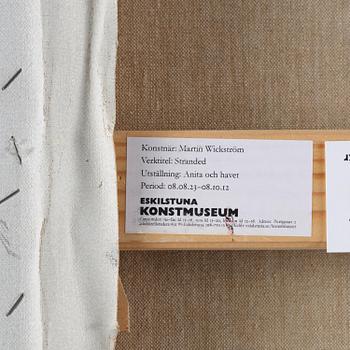 Konstnär: Martin Wickström
Verktitel: Stranded
Utställning: Anita och havet
Period: 08.08.23–08.10.12
ESKILSTUNA
KONSTMUSEUM